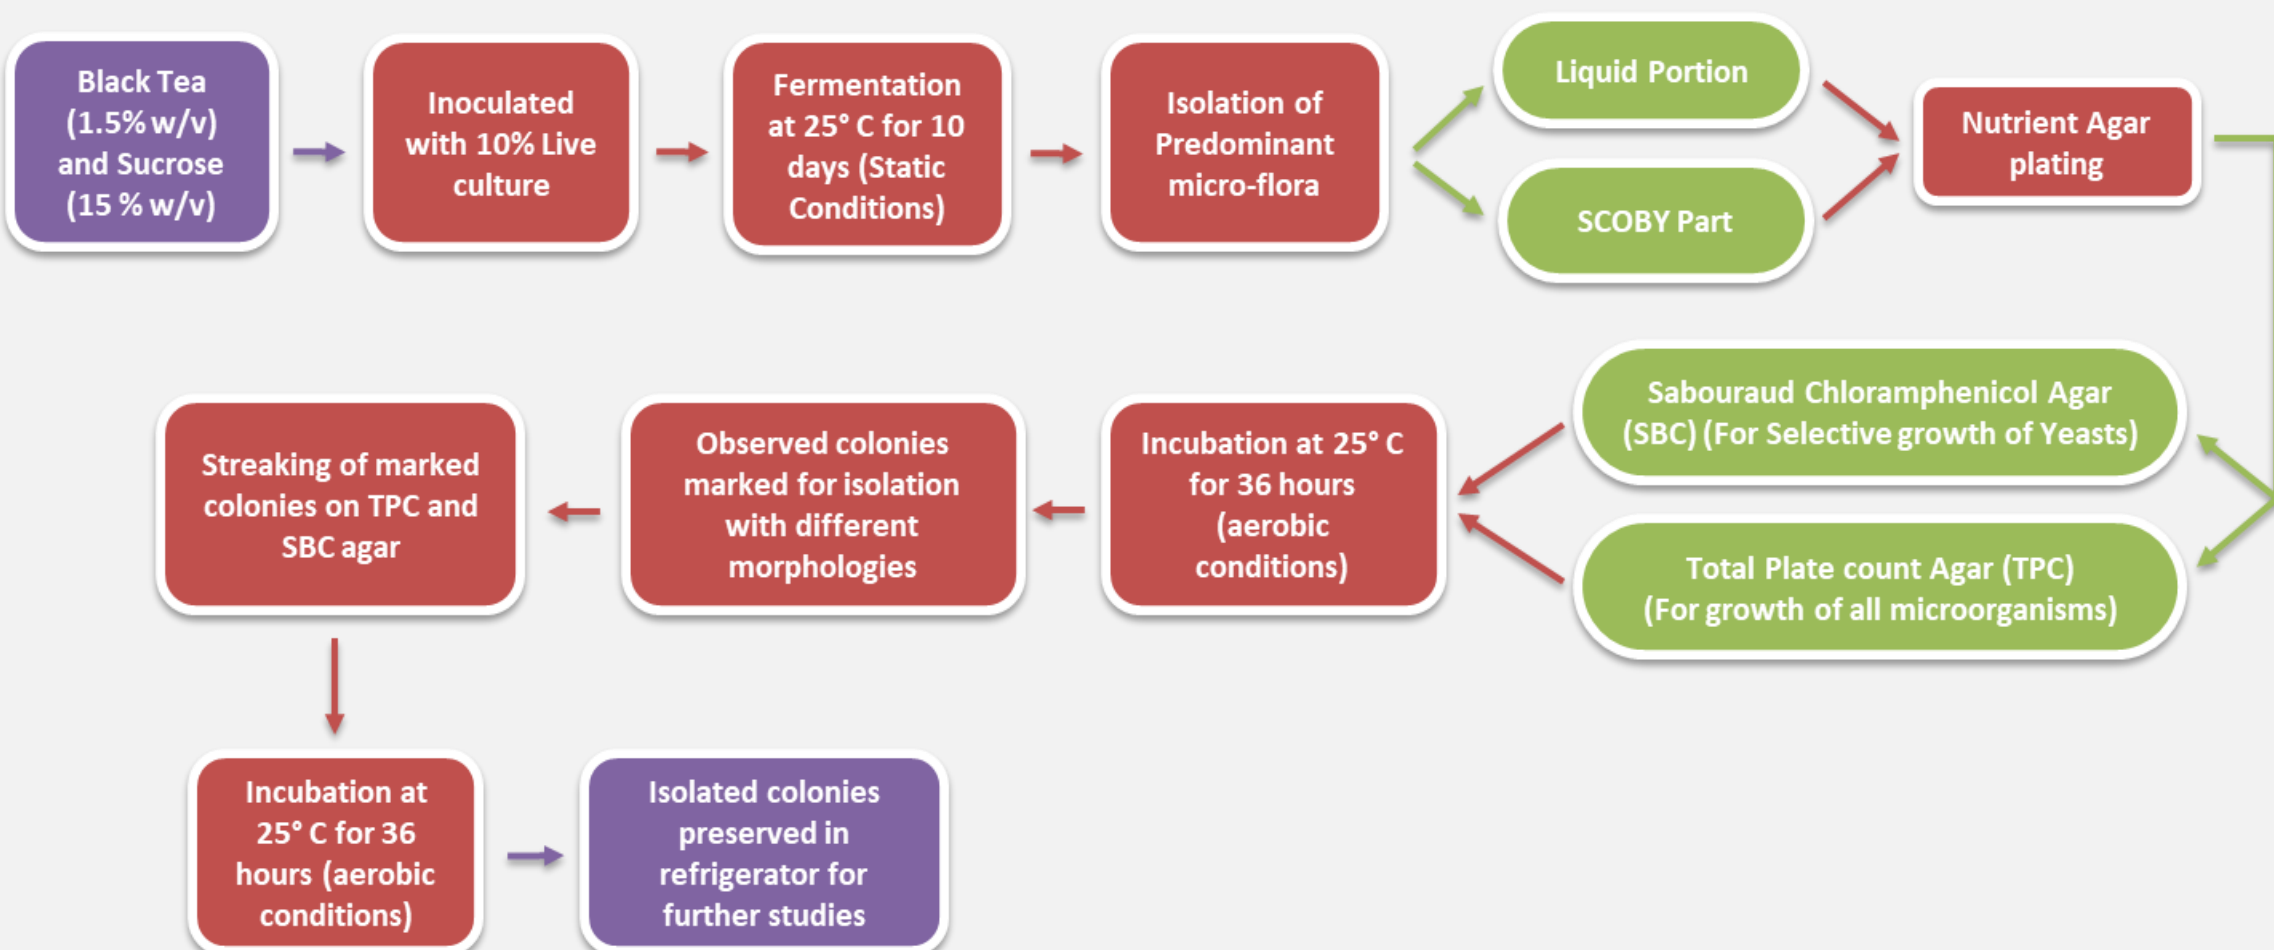 Black Tea
(1.5% w/v)
and Sucrose
(15 % w/v)
Inoculated
with 10% Live
culture
Fermentation
at 25° C for 10
days (Static
Conditions)
Isolation of
Predominant
micro-flora
Liquid Portion
SCOBY Part
Nutrient Agar
plating
Sabouraud Chloramphenicol Agar
(SBC) (For Selective growth of Yeasts)
Total Plate count Agar (TPC)
(For growth of all microorganisms)
Incubation at 25° C
for 36 hours
(aerobic
conditions)
Observed colonies
marked for isolation
with different
morphologies
Streaking of marked
colonies on TPC and
SBC agar
Incubation at
25° C for 36
hours (aerobic
conditions)
Isolated colonies
preserved in
refrigerator for
further studies